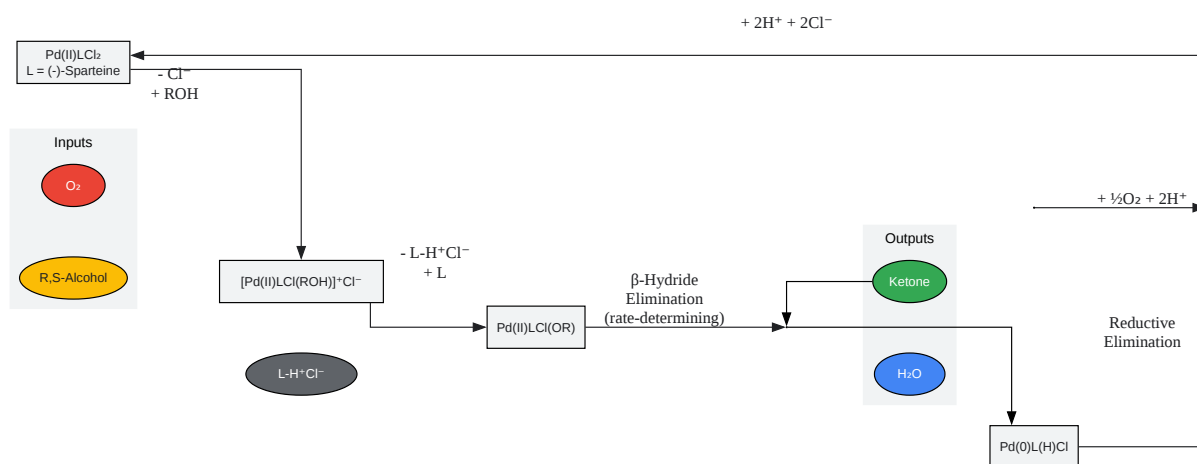 + 2H⁺ + 2Cl⁻
Pd(II)LCl₂
L = (-)-Sparteine
- Cl⁻
+ ROH
Inputs
O₂
R,S-Alcohol
+ ½O₂ + 2H⁺
Outputs
Ketone
H₂O
[Pd(II)LCl(ROH)]⁺Cl⁻
- L-H⁺Cl⁻
+ L
L-H⁺Cl⁻
Pd(II)LCl(OR)
β-Hydride
Elimination
(rate-determining)
Reductive
Elimination
Pd(0)L(H)Cl